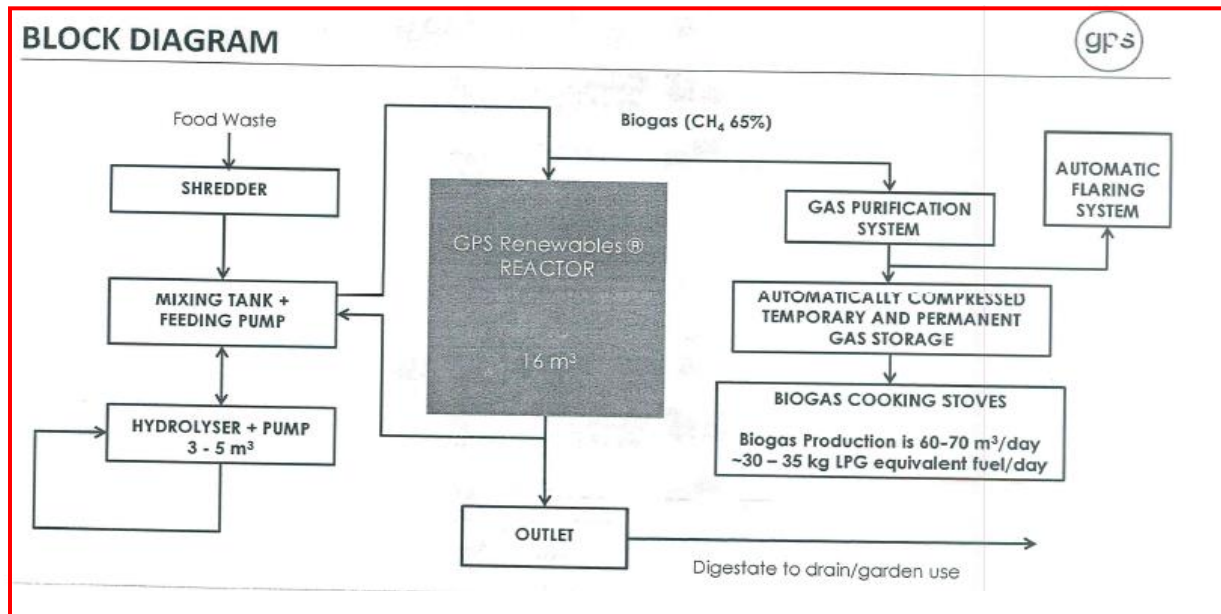 BLOCK DIAGRAM
gps
Food Waste
SHREDDER
MIXING TANK +
FEEDING PUMP
HYDROLYSER + PUMP
3 - 5 m³
GPS Renewables ®
REACTOR
16 m³
OUTLET
Digestate to drain/garden use
Biogas (CH₄ 65%)
GAS PURIFICATION
SYSTEM
AUTOMATIC
FLARING
SYSTEM
AUTOMATICALLY COMPRESSED
TEMPORARY AND PERMANENT
GAS STORAGE
BIOGAS COOKING STOVES
Biogas Production is 60-70 m³/day
~30 – 35 kg LPG equivalent fuel/day